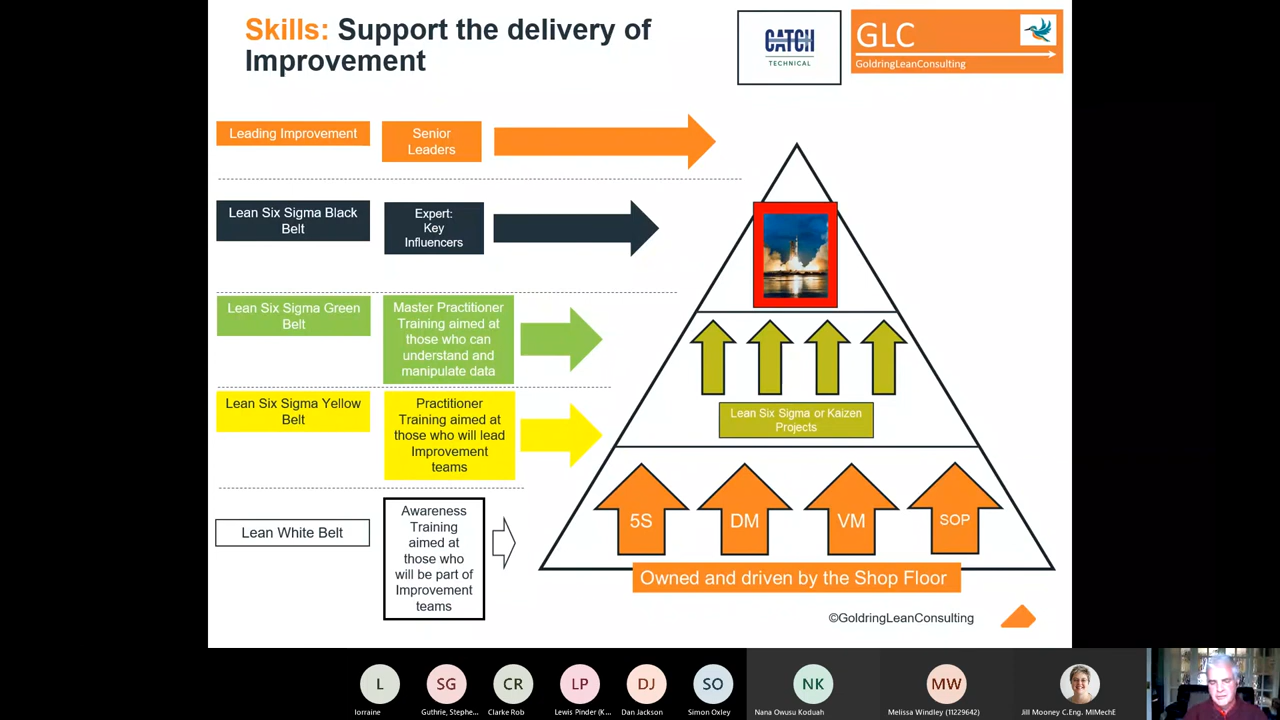 Skills: Support the delivery of
Improvement
CATCH
TECHNICAL
GLC
GoldringLeanConsulting
Leading Improvement
Senior
Leaders
Lean Six Sigma Black
Belt
Expert:
Key
Influencers
Lean Six Sigma Green
Belt
Master Practitioner
Training aimed at
those who can
understand and
manipulate data
Lean Six Sigma Yellow
Belt
Practitioner
Training aimed at
those who will lead
Improvement
teams
Lean White Belt
Awareness
Training
aimed at
those who
will be part of
Improvement
teams
Lean Six Sigma or Kaizen
Projects
5S
DM
VM
SOP
Owned and driven by the Shop Floor
©GoldringLeanConsulting
L
SG
CR
LP
DJ
SO
NK
MW
lorraine
Guthrie, Stephe...
Clarke Rob
Lewis Pinder (K...
Dan Jackson
Simon Oxley
Nana Owusu Koduah
Melissa Windley (11229642)
Jill Mooney C.Eng. MIMechE